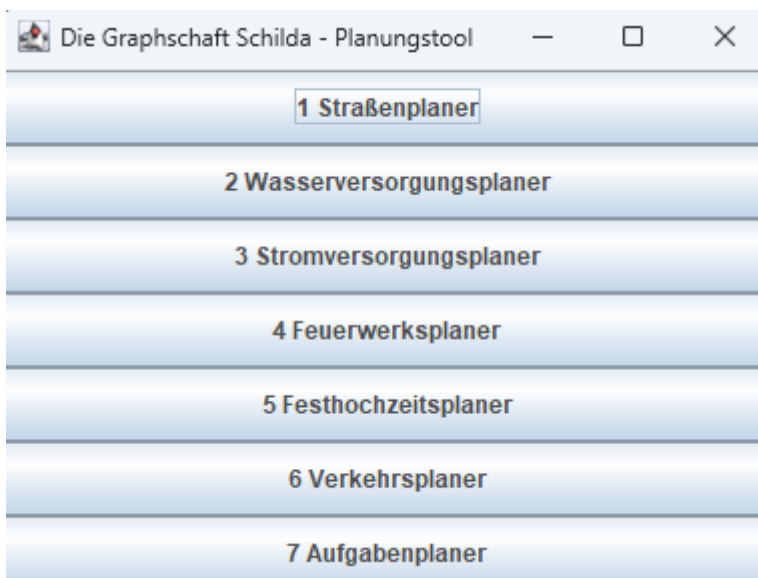 Die Graphschaft Schilda - Planungstool
1 Straßenplaner
2 Wasserversorgungsplaner
3 Stromversorgungsplaner
4 Feuerwerksplaner
5 Festhochzeitsplaner
6 Verkehrsplaner
7 Aufgabenplaner